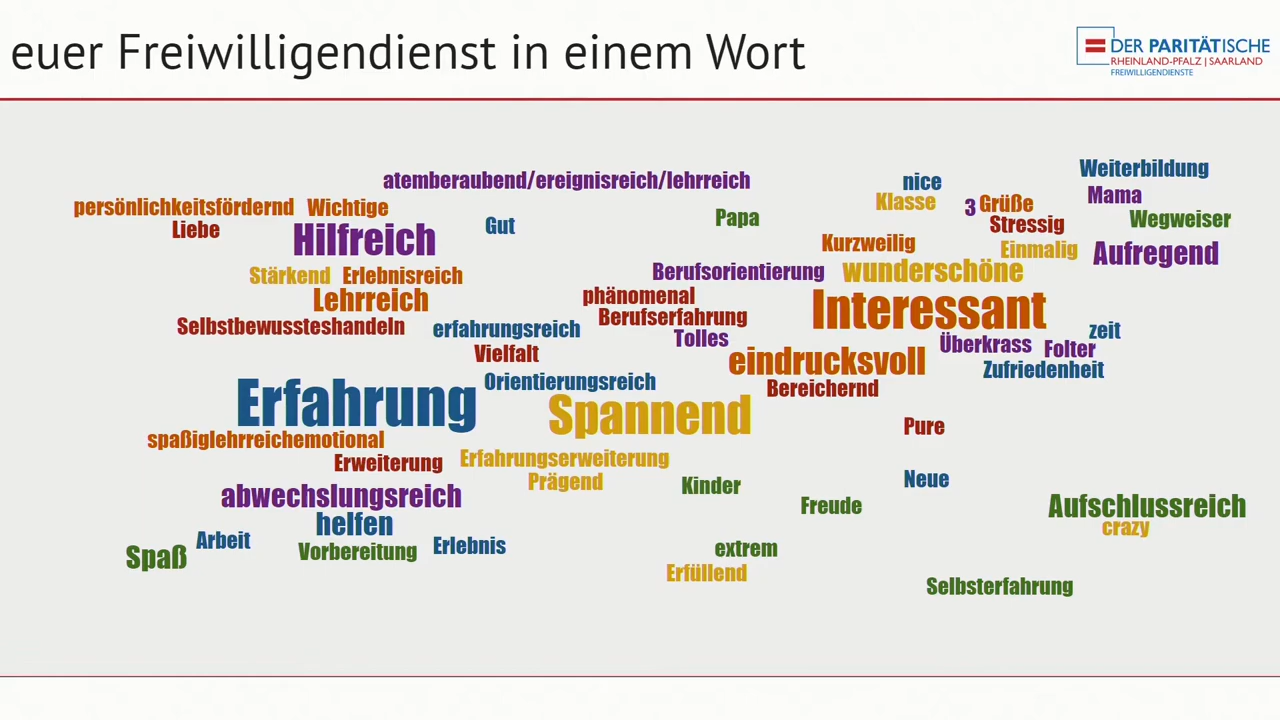 euer Freiwilligendienst in einem Wort
DER PARITÄTISCHE
RHEINLAND-PFALZ | SAARLAND
FREIWILLIGENDIENSTE
Weiterbildung
atemberaubend/ereignisreich/lehrreich
nice
Mama
Klasse
3 Grüße
persönlichkeitsfördernd
Wichtige
Papa
Wegweiser
Liebe
Gut
Stressig
Hilfreich
Kurzweilig
Einmalig
Aufregend
Stärkend
Erlebnisreich
Berufsorientierung
wunderschöne
Lehrreich
phänomenal
Interessant
Selbstbewussteshandeln
erfahrungsreich
Berufserfahrung
zeit
Tolles
Überkrass
Folter
Vielfalt
eindrucksvoll
Zufriedenheit
Orientierungsreich
Bereichernd
Erfahrung
Spannend
Pure
spaßiglehrreichemotional
Erweiterung
Erfahrungserweiterung
Prägend
Kinder
Neue
abwechslungsreich
Freude
Aufschlussreich
helfen
crazy
Arbeit
Spaß
Vorbereitung
Erlebnis
extrem
Erfüllend
Selbsterfahrung